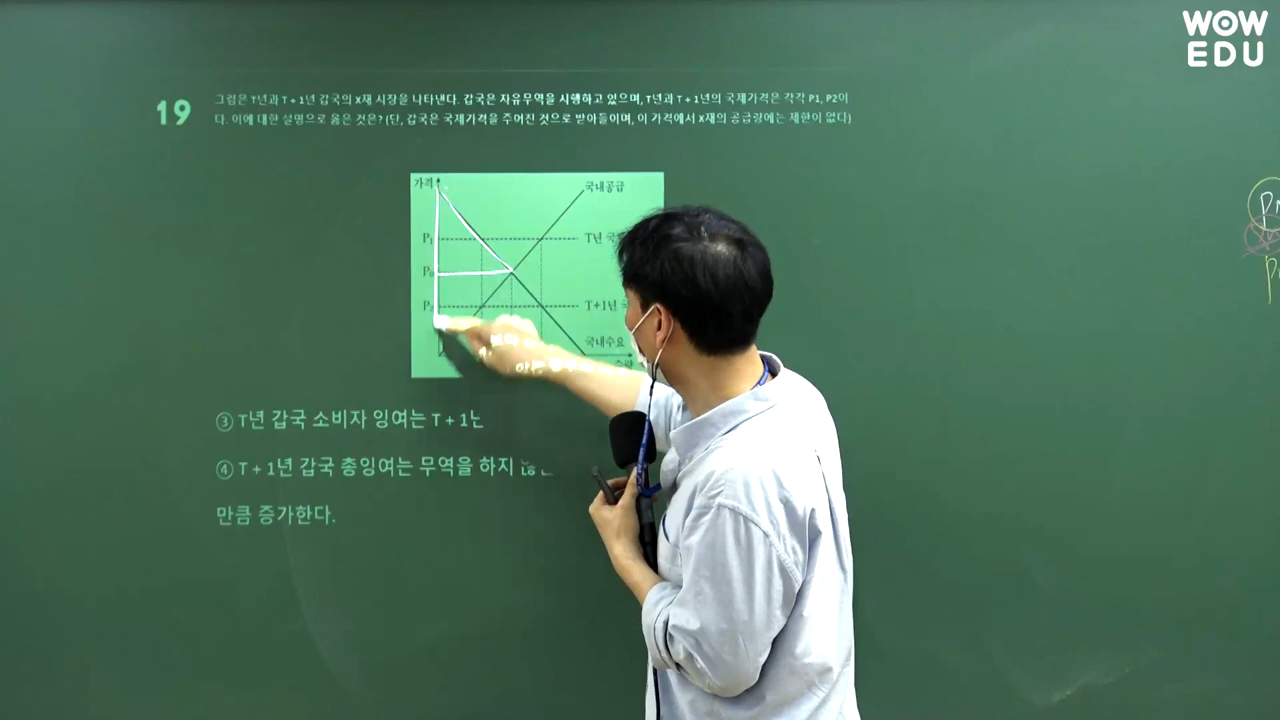 WOW
EDU
19
그림은 T년과 T+1년 갑국의 X재 시장을 나타낸다. 갑국은 자유무역을 시행하고 있으며, T년과 T+1년의 국제가격은 각각 P1, P2이
다. 이에 대한 설명으로 옳은 것은? (단, 갑국은 국제가격을 주어진 것으로 받아들이며, 이 가격에서 X재의 공급량에는 제한이 없다)
가격
국내공급
P₁
T년
P₀
P₂
T+1년
국내수요
수량
③ T년 갑국 소비자 잉여는 T+1
④ T+1년 갑국 총잉여는 무역을 하지
만큼 증가한다.